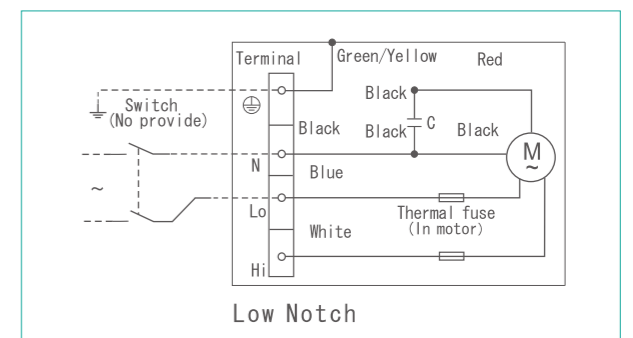 Terminal
Green/Yellow
Red
Black
Switch
(No provide)
Black
Black
C
Black
M
~
N
Blue
~
Lo
Thermal fuse
(In motor)
White
Hi
Low Notch